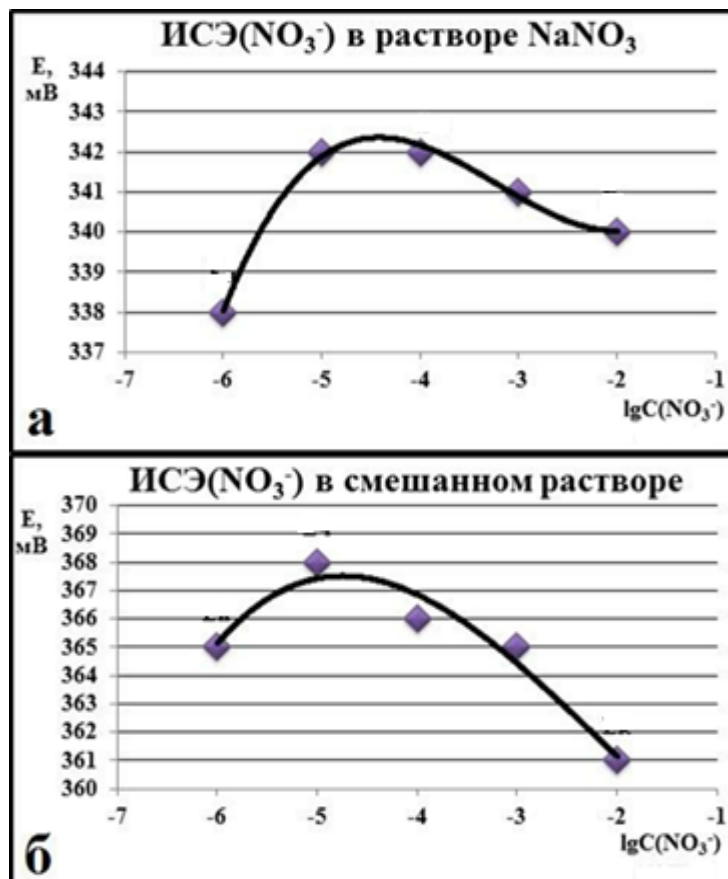 ИСЭ(NO₃⁻) в растворе NaNO₃
E,
мВ
344
343
342
341
340
339
338
337
-7 -6 -5 -4 -3 -2 -1
lgC(NO₃⁻)
а
ИСЭ(NO₃⁻) в смешанном растворе
E,
мВ
370
369
368
367
366
365
364
363
362
361
360
-7 -6 -5 -4 -3 -2 -1
lgC(NO₃⁻)
б